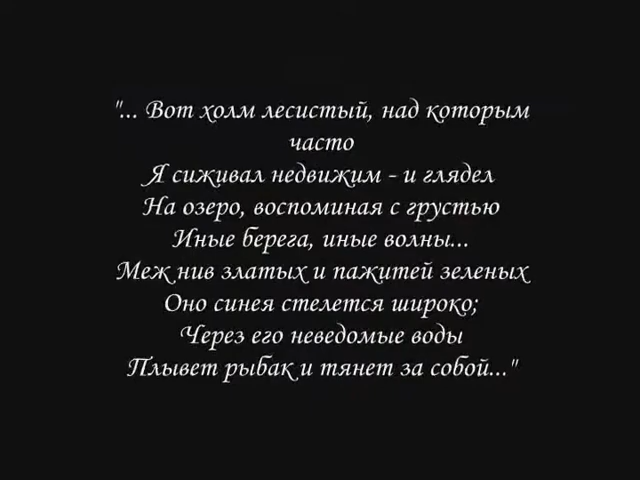 "... Вот холм лесистый, над которым
часто
Я сиживал недвижим - и глядел
На озеро, воспоминая с грустью
Иные берега, иные волны...
Меж нив златых и пажитей зеленых
Оно синея стелется широко;
Через его неведомые воды
Плывет рыбак и тянет за собой..."